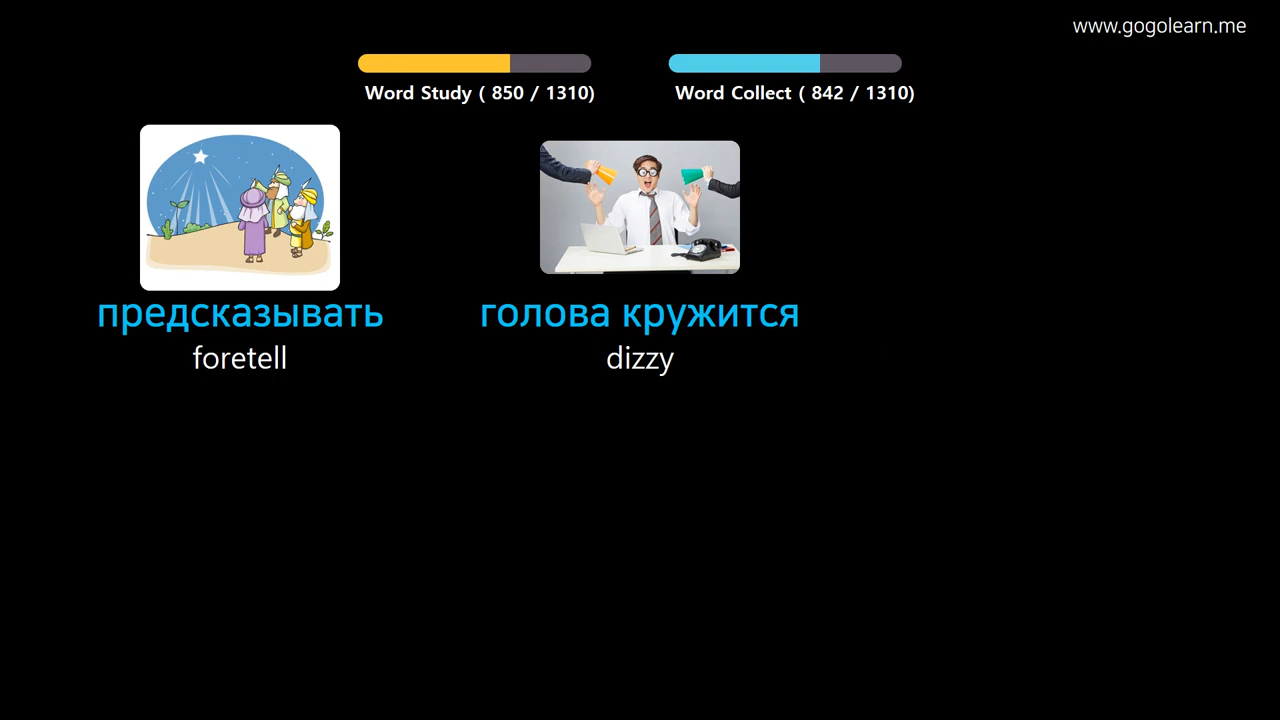 www.gogolearn.me
Word Study ( 850 / 1310)
Word Collect ( 842 / 1310)
предсказывать
foretell
голова кружится
dizzy